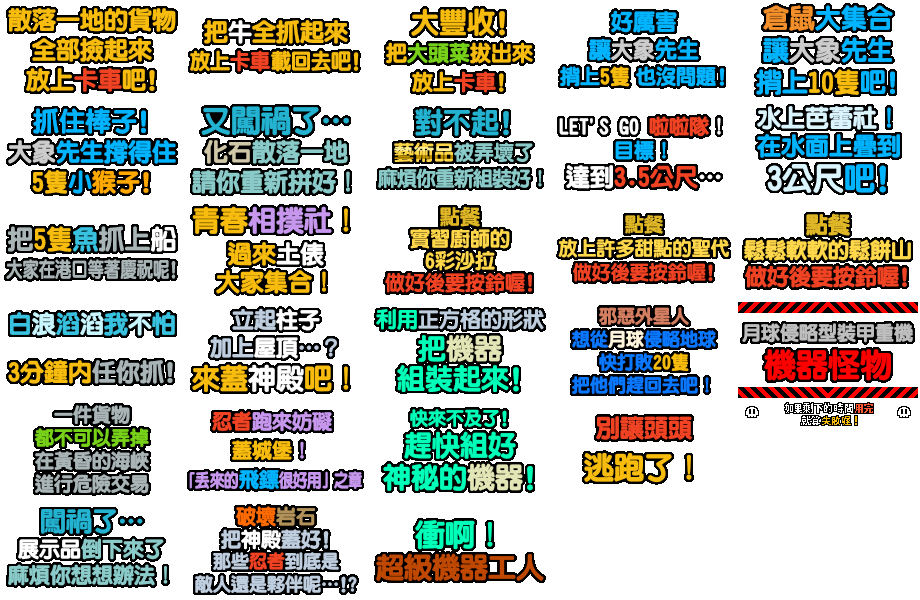 散落一地的貨物
全部撿起來
放上卡車吧!
把牛全抓起來
放上卡車載回去吧!
大豐收!
把大頭菜拔出來
放上卡車!
好厲害
讓大象先生
揹上5隻 也沒問題!
倉鼠大集合
讓大象先生
揹上10隻吧!
抓住褲子!
大象先生撐得住
5隻小猴子!
又闖禍了…
化石散落一地
請你重新拼好!
對不起!
藝術品被弄壞了
麻煩你重新組裝好!
LET'S GO 啦啦隊!
目標!
達到3.5公尺…
水上芭蕾社!
在水面上疊到
3公尺吧!
把5隻魚抓上船
大家在港口等著慶祝呢!
青春相撲社!
過來土俵
大家集合!
點餐
實習廚師的
6彩沙拉
做好後要按鈴喔!
點餐
放上許多甜點的聖代
做好後要按鈴喔!
點餐
鬆鬆軟軟的鬆餅山
做好後要按鈴喔!
白浪滔滔我不怕
3分鐘內任你抓!
立起柱子
加上屋頂…?
來蓋神殿吧!
利用正方格的形狀
把機器
組裝起來!
邪惡外星人
想從月球侵略地球
快打敗20隻
把他們趕回去吧!
月球侵略型裝甲重機
機器怪物
如果剩下的時間用完
就算失敗喔!
一件貨物
都不可以弄掉
在黃昏的海峽
進行危險交易
忍者跑來妨礙
蓋城堡!
「丟來的飛鏢很好用」之章
快來不及了!
趕快組好
神秘的機器!
別讓頭頭
逃跑了!
闖禍了…
展示品倒下來了
麻煩你想想辦法!
破壞岩石
把神殿蓋好!
那些忍者到底是
敵人還是夥伴呢…!?
衝啊!
超級機器工人